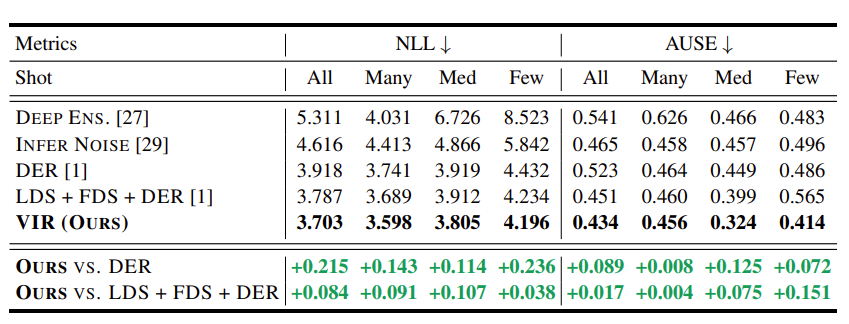 Metrics NLL ↓ AUSE ↓
Shot All Many Med Few All Many Med Few
DEEP ENS. [27] 5.311 4.031 6.726 8.523 0.541 0.626 0.466 0.483
INFER NOISE [29] 4.616 4.413 4.866 5.842 0.465 0.458 0.457 0.496
DER [1] 3.918 3.741 3.919 4.432 0.523 0.464 0.449 0.486
LDS + FDS + DER [1] 3.787 3.689 3.912 4.234 0.451 0.460 0.399 0.565
VIR (OURS) 3.703 3.598 3.805 4.196 0.434 0.456 0.324 0.414
OURS VS. DER +0.215 +0.143 +0.114 +0.236 +0.089 +0.008 +0.125 +0.072
OURS VS. LDS + FDS + DER +0.084 +0.091 +0.107 +0.038 +0.017 +0.004 +0.075 +0.151